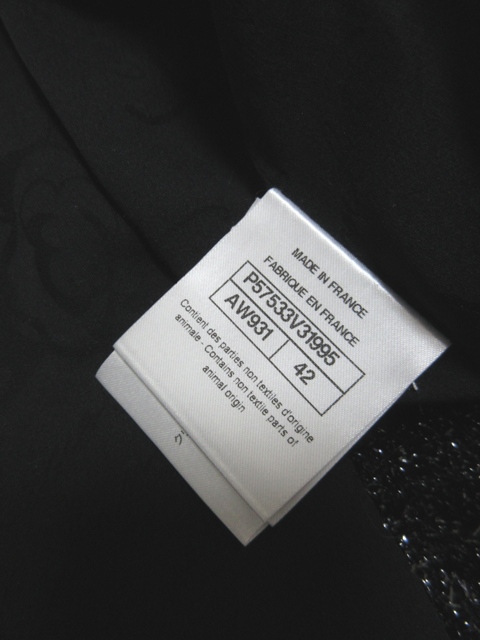 MADE IN FRANCE
FABRIQUE EN FRANCE
P57533V31995
AW931 42
Contient des parties non textiles d'origine
animale - Contains non textile parts of
animal origin